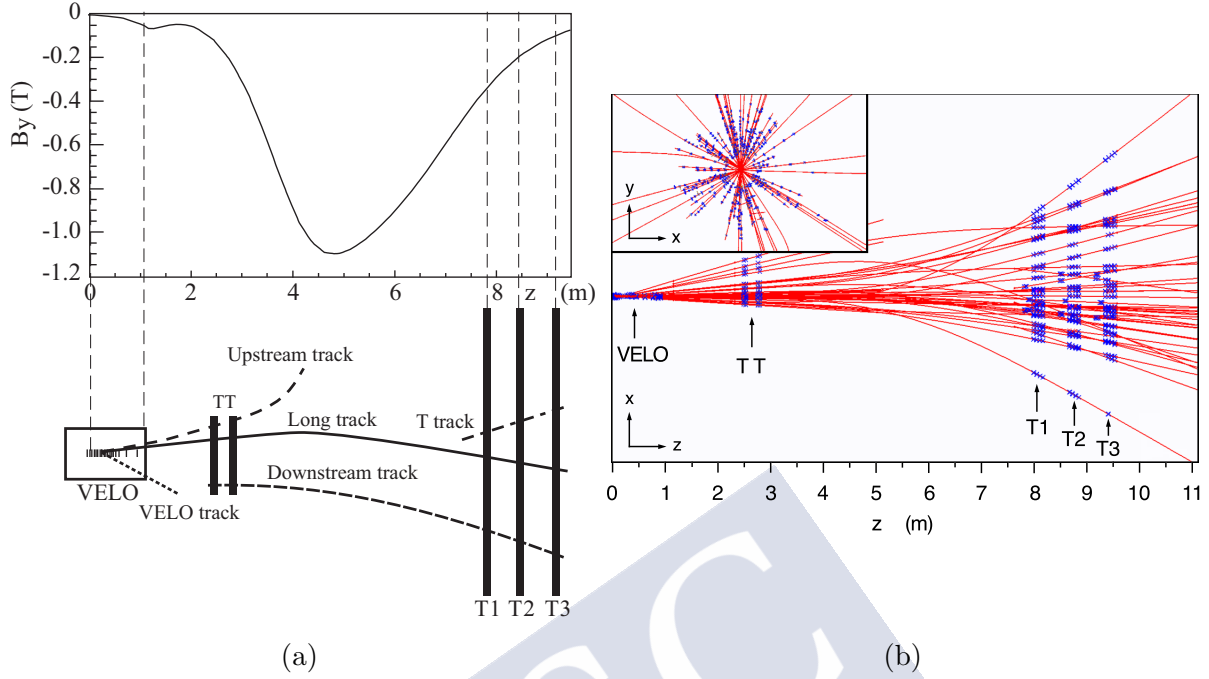 0
-0.2
-0.4
-0.6
-0.8
-1.0
-1.2
By (T)
0 2 4 6 8 z (m)
Upstream track
TT
Long track
T track
VELO
Downstream track
VELO track
T1 T2 T3
(a)
y
x
VELO
T T
x
z
T1
T2
T3
0 1 2 3 4 5 6 7 8 9 10 11
z (m)
(b)